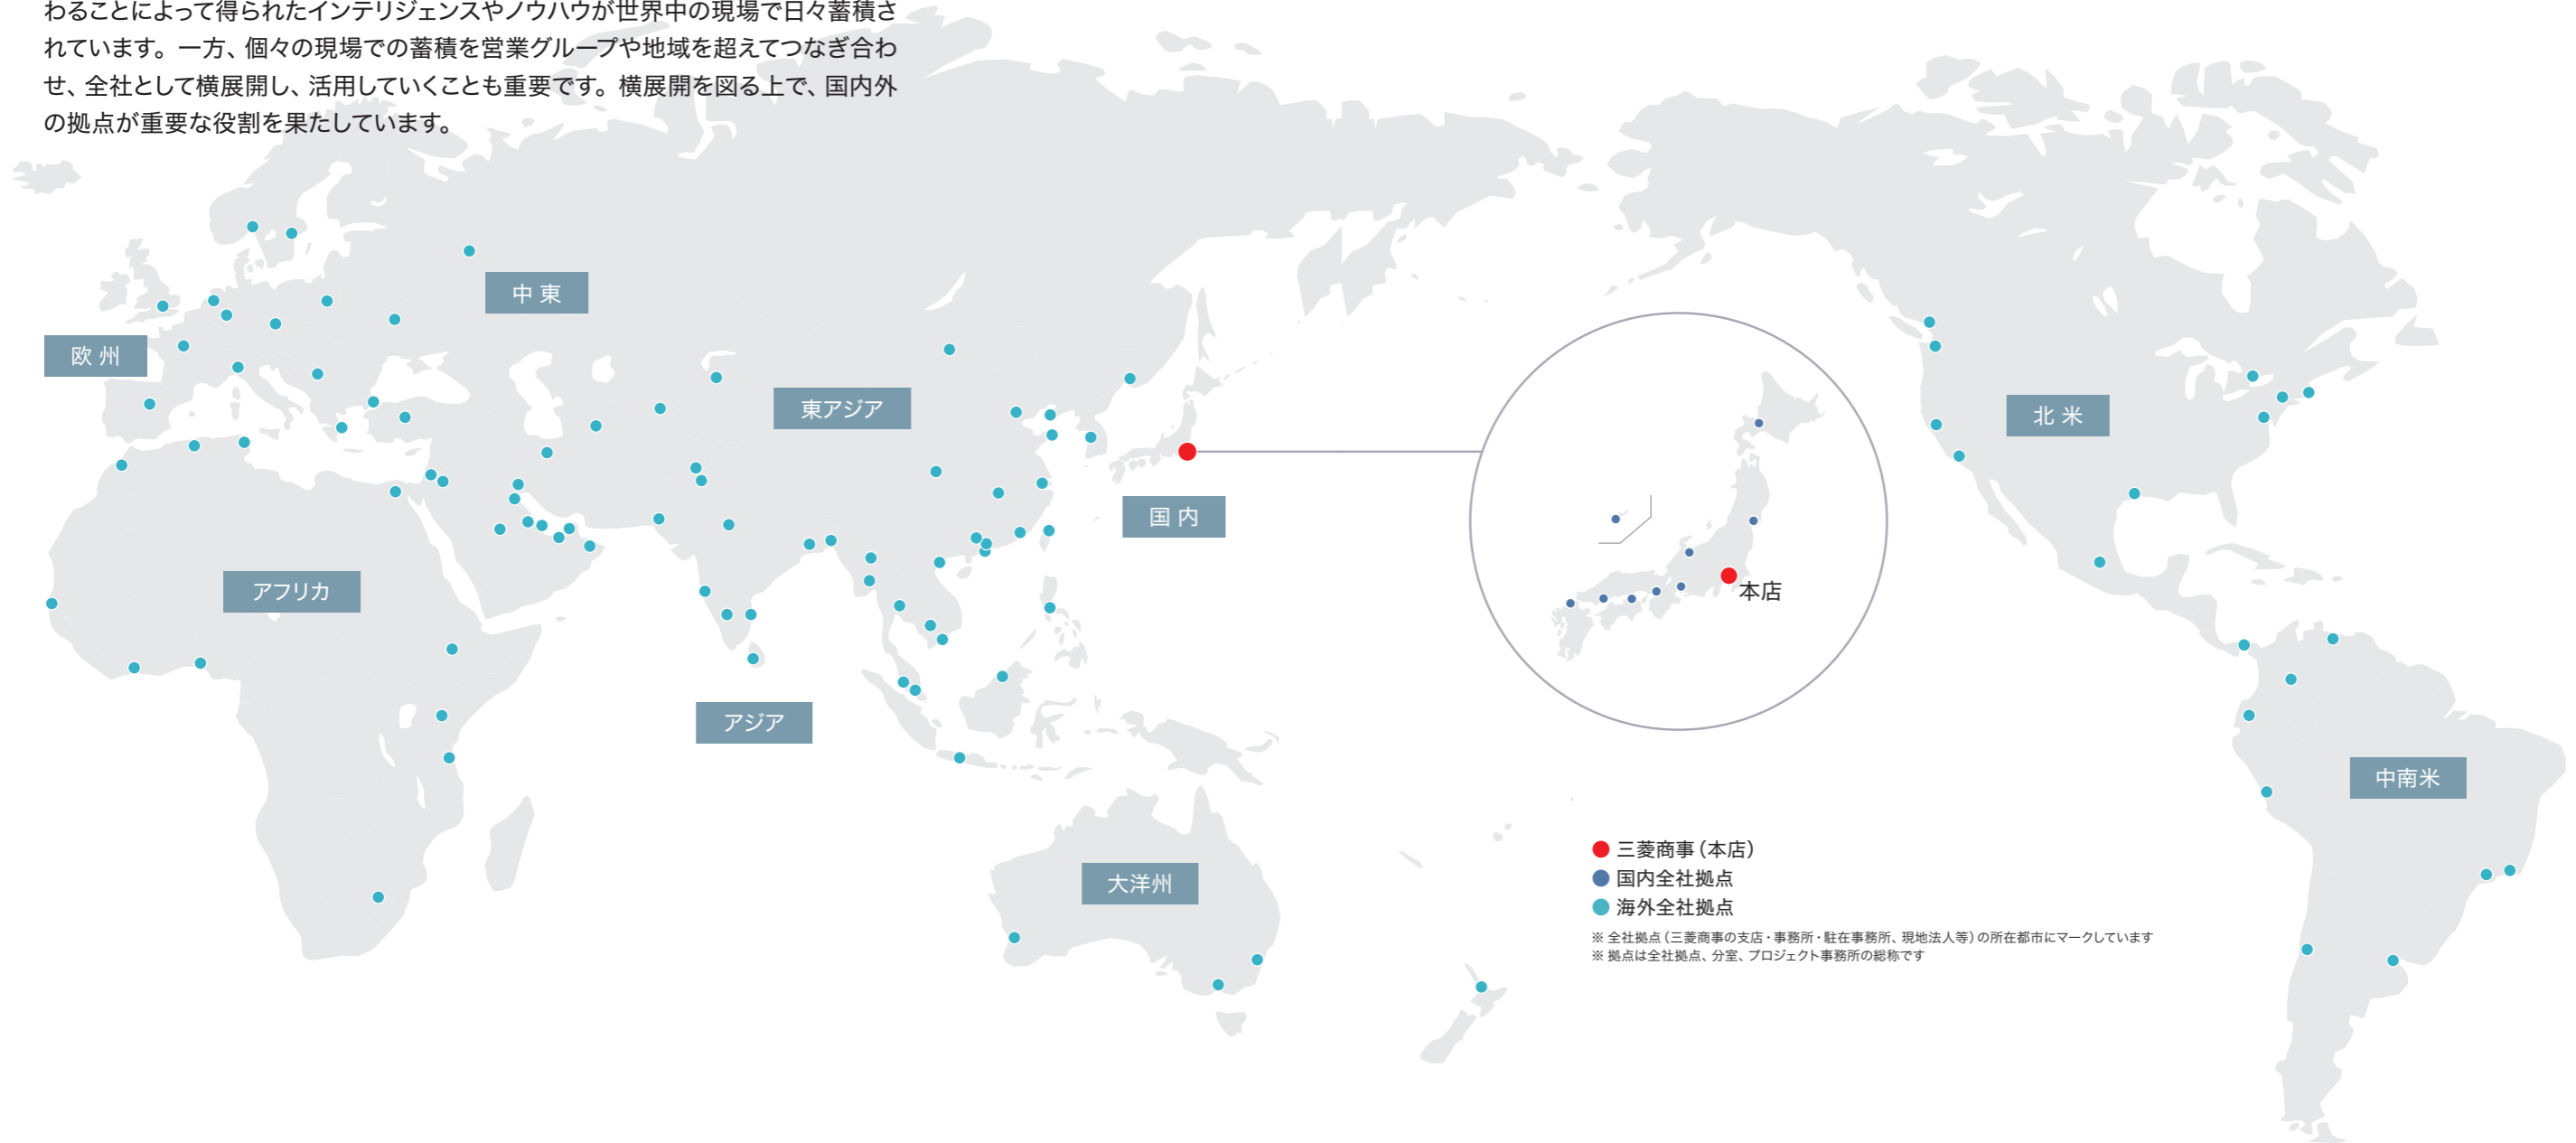 わることによって得られたインテリジェンスやノウハウが世界中の現場で日々蓄積さ
れています。一方、個々の現場での蓄積を営業グループや地域を超えてつなぎ合わ
せ、全社として横展開し、活用していくことも重要です。横展開を図る上で、国内外
の拠点が重要な役割を果たしています。
中東
欧州
東アジア
北米
国内
アフリカ
本店
アジア
中南米
大洋州
三菱商事（本店）
国内全社拠点
海外全社拠点
※ 全社拠点（三菱商事の支店・事務所・駐在事務所、現地法人等）の所在都市にマークしています
※ 拠点は全社拠点、分室、プロジェクト事務所の総称です